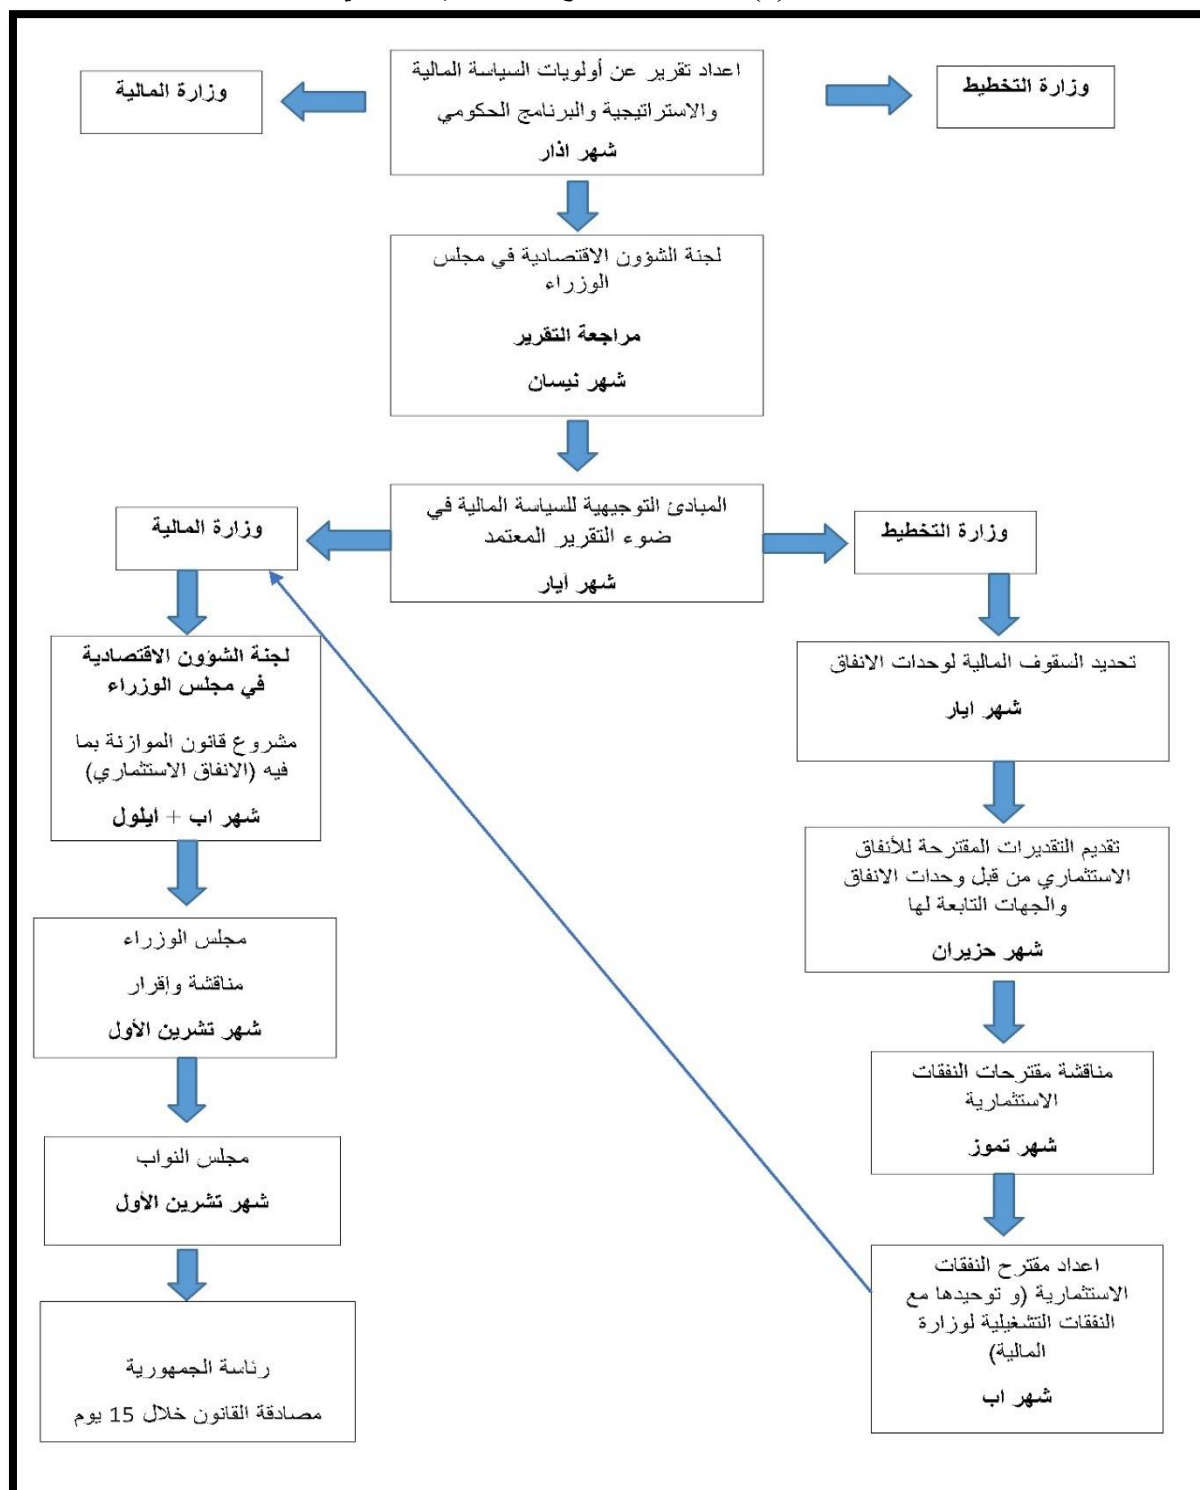 اعداد تقرير عن أولويات السياسة المالية
والاستراتيجية والبرنامج الحكومي
شهر اذار
وزارة التخطيط
وزارة المالية
لجنة الشؤون الاقتصادية في مجلس
الوزراء
مراجعة التقرير
شهر نيسان
المبادئ التوجيهية للسياسة المالية في
ضوء التقرير المعتمد
شهر أيار
وزارة التخطيط
تحديد السقوف المالية لوحدات الانفاق
شهر ايار
تقديم التقديرات المقترحة للأنفاق
الاستثماري من قبل وحدات الانفاق
والجهات التابعة لها
شهر حزيران
مناقشة مقترحات النفقات
الاستثمارية
شهر تموز
اعداد مقترح النفقات
الاستثمارية (و توحيدها مع
النفقات التشغيلية لوزارة
المالية)
شهر اب
وزارة المالية
لجنة الشؤون الاقتصادية
في مجلس الوزراء
مشروع قانون الموازنة بما
فيه (الانفاق الاستثماري)
شهر اب + ايلول
مجلس الوزراء
مناقشة وإقرار
شهر تشرين الأول
مجلس النواب
شهر تشرين الأول
رئاسة الجمهورية
مصادقة القانون خلال 15 يوم